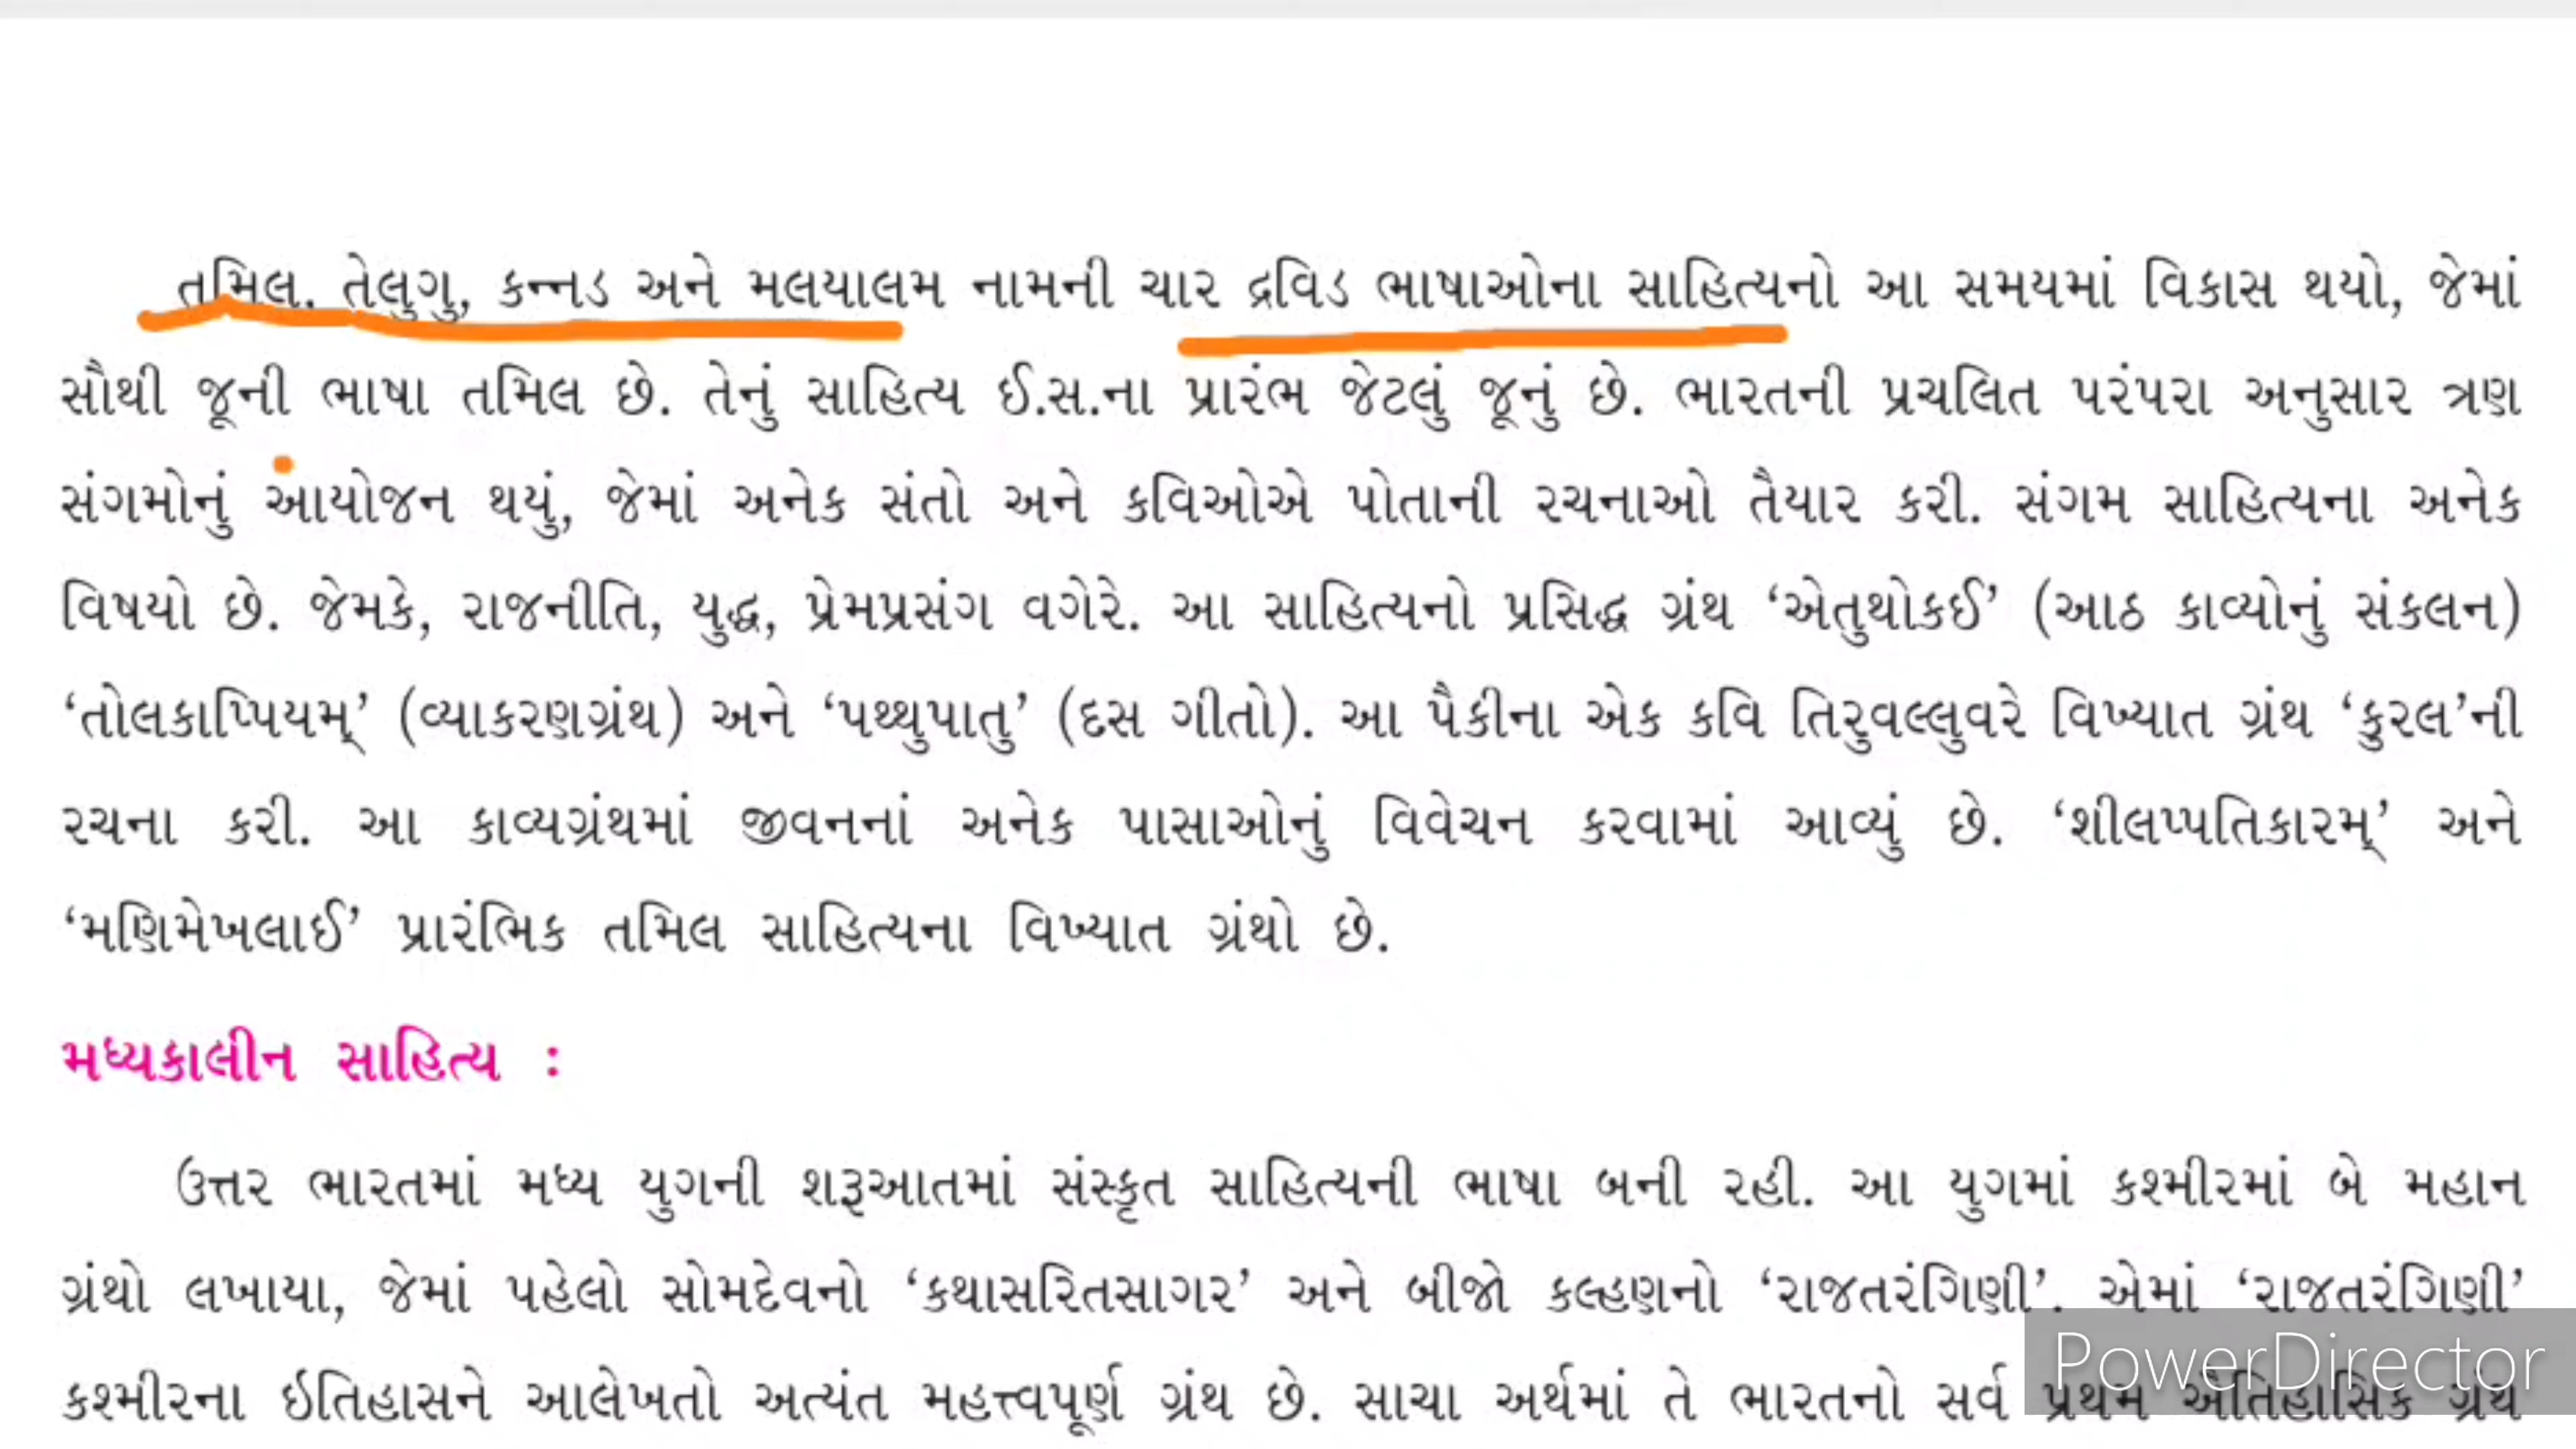 તમિલ, તેલુગુ, કન્નડ અને મલયાલમ નામની ચાર દ્રવિડ ભાષાઓના સાહિત્યનો આ સમયમાં વિકાસ થયો, જેમાં
સૌથી જૂની ભાષા તમિલ છે. તેનું સાહિત્ય ઈ.સ.ના પ્રારંભ જેટલું જૂનું છે. ભારતની પ્રચલિત પરંપરા અનુસાર ત્રણ
સંગમોનું આયોજન થયું, જેમાં અનેક સંતો અને કવિઓએ પોતાની રચનાઓ તૈયાર કરી. સંગમ સાહિત્યના અનેક
વિષયો છે. જેમકે, રાજનીતિ, યુદ્ધ, પ્રેમપ્રસંગ વગેરે. આ સાહિત્યનો પ્રસિદ્ધ ગ્રંથ ‘એતુથોકઈ’ (આઠ કાવ્યોનું સંકલન)
‘તોલકાપ્પિયમ્’ (વ્યાકરણગ્રંથ) અને ‘પથ્થુપાતુ’ (દસ ગીતો). આ પૈકીના એક કવિ તિરુવલ્લુવરે વિખ્યાત ગ્રંથ ‘કુરલ’ની
રચના કરી. આ કાવ્યગ્રંથમાં જીવનનાં અનેક પાસાઓનું વિવેચન કરવામાં આવ્યું છે. ‘શીલપ્પતિકારમ્’ અને
‘મણિમેખલાઈ’ પ્રારંભિક તમિલ સાહિત્યના વિખ્યાત ગ્રંથો છે.
મધ્યકાલીન સાહિત્ય :
ઉત્તર ભારતમાં મધ્ય યુગની શરૂઆતમાં સંસ્કૃત સાહિત્યની ભાષા બની રહી. આ યુગમાં કશ્મીરમાં બે મહાન
ગ્રંથો લખાયા, જેમાં પહેલો સોમદેવનો ‘કથાસરિતસાગર’ અને બીજો કલ્હણનો ‘રાજતરંગિણી’. એમાં ‘રાજતરંગિણી’
કશ્મીરના ઇતિહાસને આલેખતો અત્યંત મહત્ત્વપૂર્ણ ગ્રંથ છે. સાચા અર્થમાં તે ભારતનો સર્વ પ્રથમ ઐતિહાસિક ગ્રંથ
PowerDirector